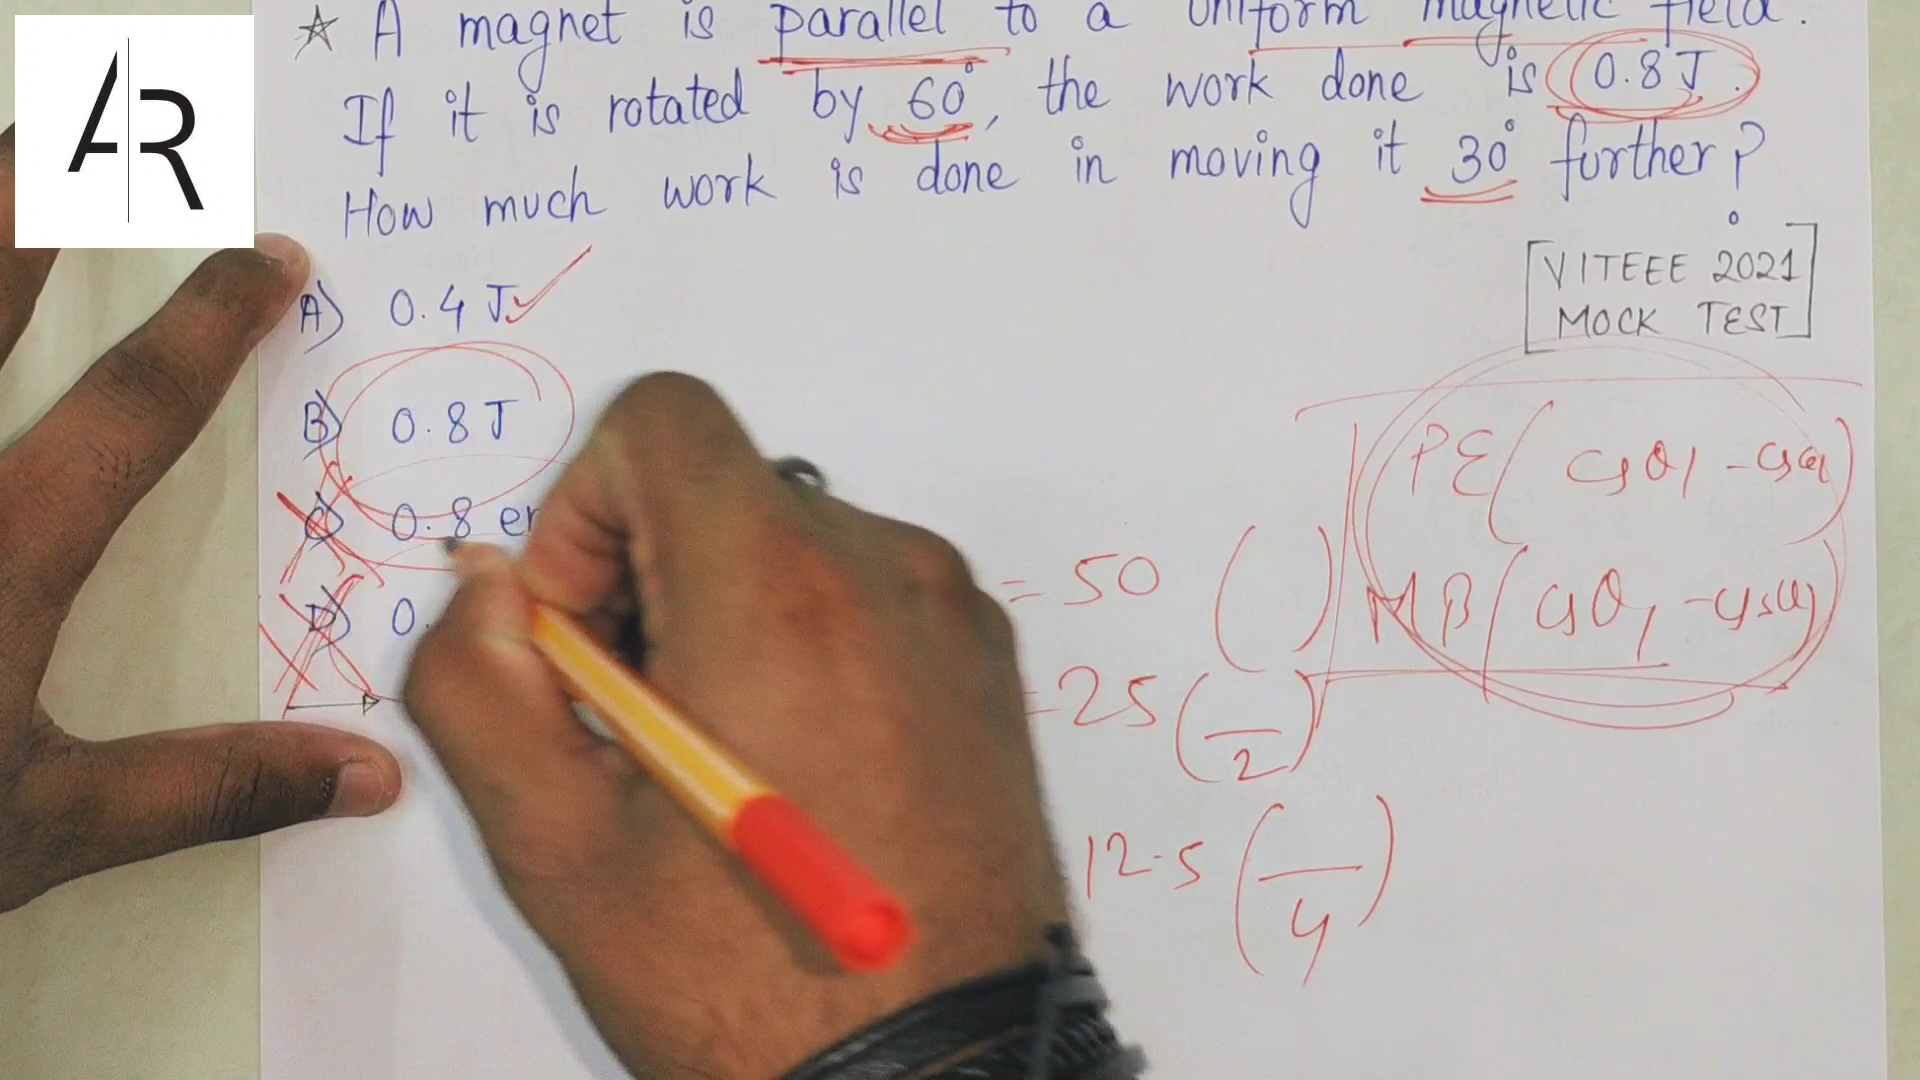 AR
☆ A magnet is parallel to a uniform magnetic field.
If it is rotated by 60°, the work done is 0.8 J.
How much work is done in moving it 30° further?
[VITEEE 2021
MOCK TEST]
A) 0.4 J ✓
B) 0.8 J
C) 0.8 er
D) 0.
PE(
= 50 ( )
MB(
= 25 ( /2)
12.5 ( /4)